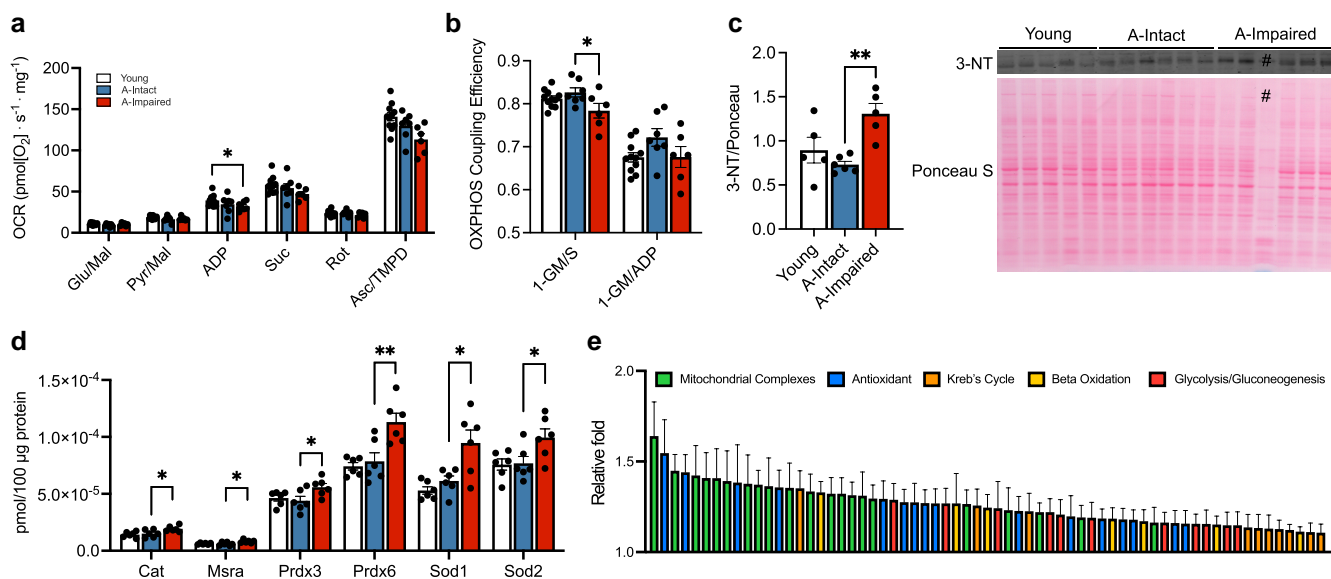 a
OCR (pmol[O₂] · s⁻¹ · mg⁻¹)
200
150
100
50
0
Young
A-Intact
A-Impaired
*
Glu/Mal
Pyr/Mal
ADP
Suc
Rot
Asc/TMPD
b
OXPHOS Coupling Efficiency
0.9
0.8
0.7
0.6
0.5
*
1-GM/S
1-GM/ADP
c
3-NT/Ponceau
2.0
1.5
1.0
0.5
0.0
**
Young
A-Intact
A-Impaired
Young A-Intact A-Impaired
3-NT
#
#
Ponceau S
d
pmol/100 µg protein
1.5×10⁻⁴
1.0×10⁻⁴
5.0×10⁻⁵
0.0
*
*
*
**
*
*
Cat Msra Prdx3 Prdx6 Sod1 Sod2
e
Relative fold
2.0
1.5
1.0
Mitochondrial Complexes Antioxidant Kreb's Cycle Beta Oxidation Glycolysis/Gluconeogenesis